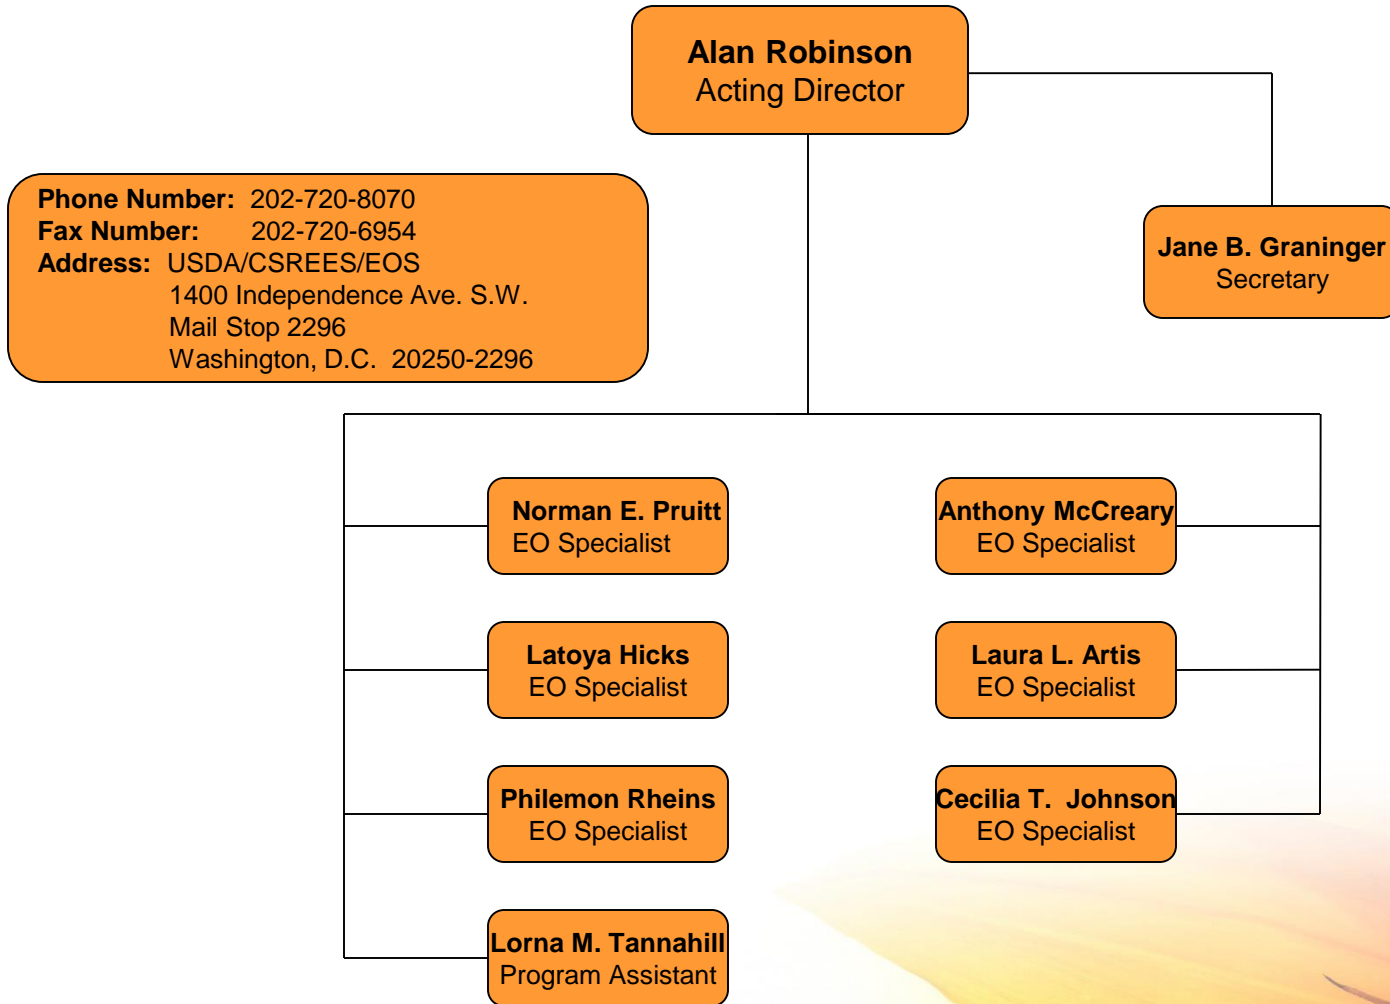 Alan Robinson
Acting Director
Phone Number: 202-720-8070
Fax Number: 202-720-6954
Address: USDA/CSREES/EOS
1400 Independence Ave. S.W.
Mail Stop 2296
Washington, D.C. 20250-2296
Jane B. Graninger
Secretary
Norman E. Pruitt
EO Specialist
Anthony McCreary
EO Specialist
Latoya Hicks
EO Specialist
Laura L. Artis
EO Specialist
Philemon Rheins
EO Specialist
Cecilia T. Johnson
EO Specialist
Lorna M. Tannahill
Program Assistant